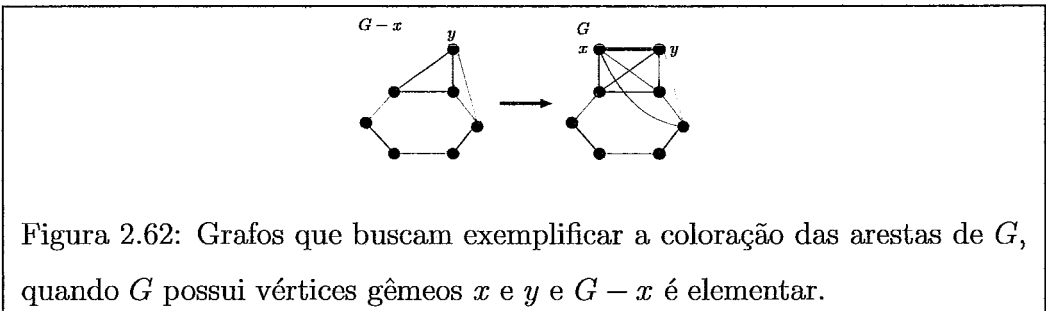 G − x
y
G
x
y
Figura 2.62: Grafos que buscam exemplificar a coloração das arestas de G,
quando G possui vértices gêmeos x e y e G − x é elementar.